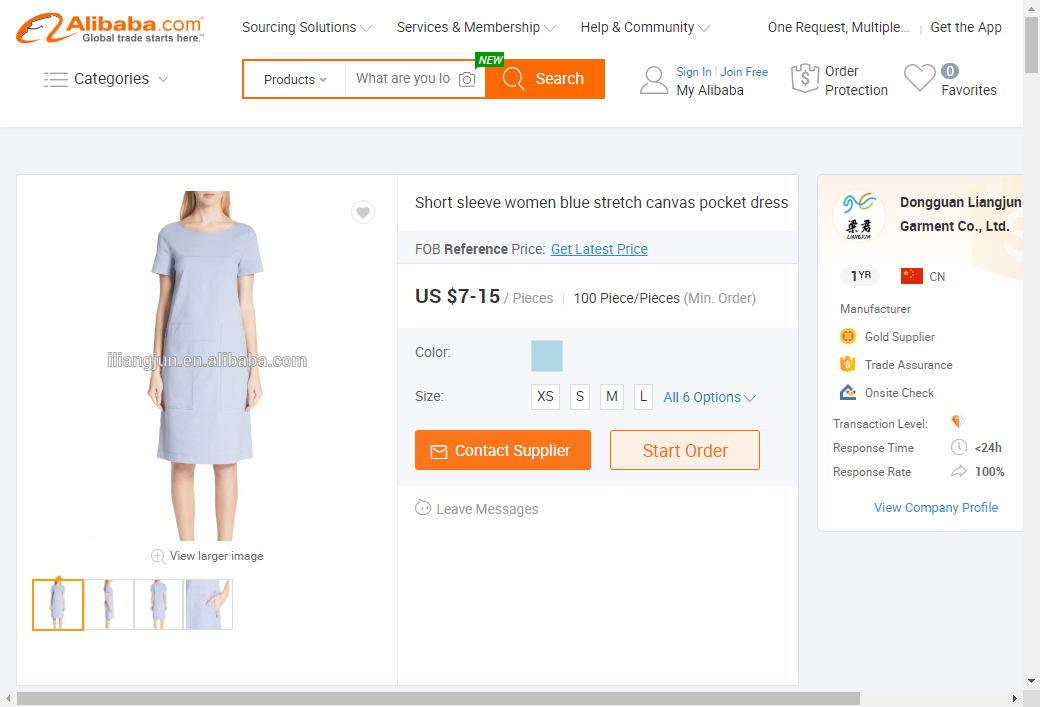 Alibaba.com
Global trade starts here.™
Sourcing Solutions
Services & Membership
Help & Community
One Request, Multiple...
Get the App
Categories
Products
What are you lo
NEW
Search
Sign In | Join Free
My Alibaba
Order
Protection
0
Favorites
iliangjun.en.alibaba.com
View larger image
Short sleeve women blue stretch canvas pocket dress
FOB Reference Price: Get Latest Price
US $7-15 / Pieces | 100 Piece/Pieces (Min. Order)
Color:
Size:
XS
S
M
L
All 6 Options
Contact Supplier
Start Order
Leave Messages
梁君
LIANGJUN
Dongguan Liangjun
Garment Co., Ltd.
1 YR
CN
Manufacturer
Gold Supplier
Trade Assurance
Onsite Check
Transaction Level:
Response Time
<24h
Response Rate
100%
View Company Profile